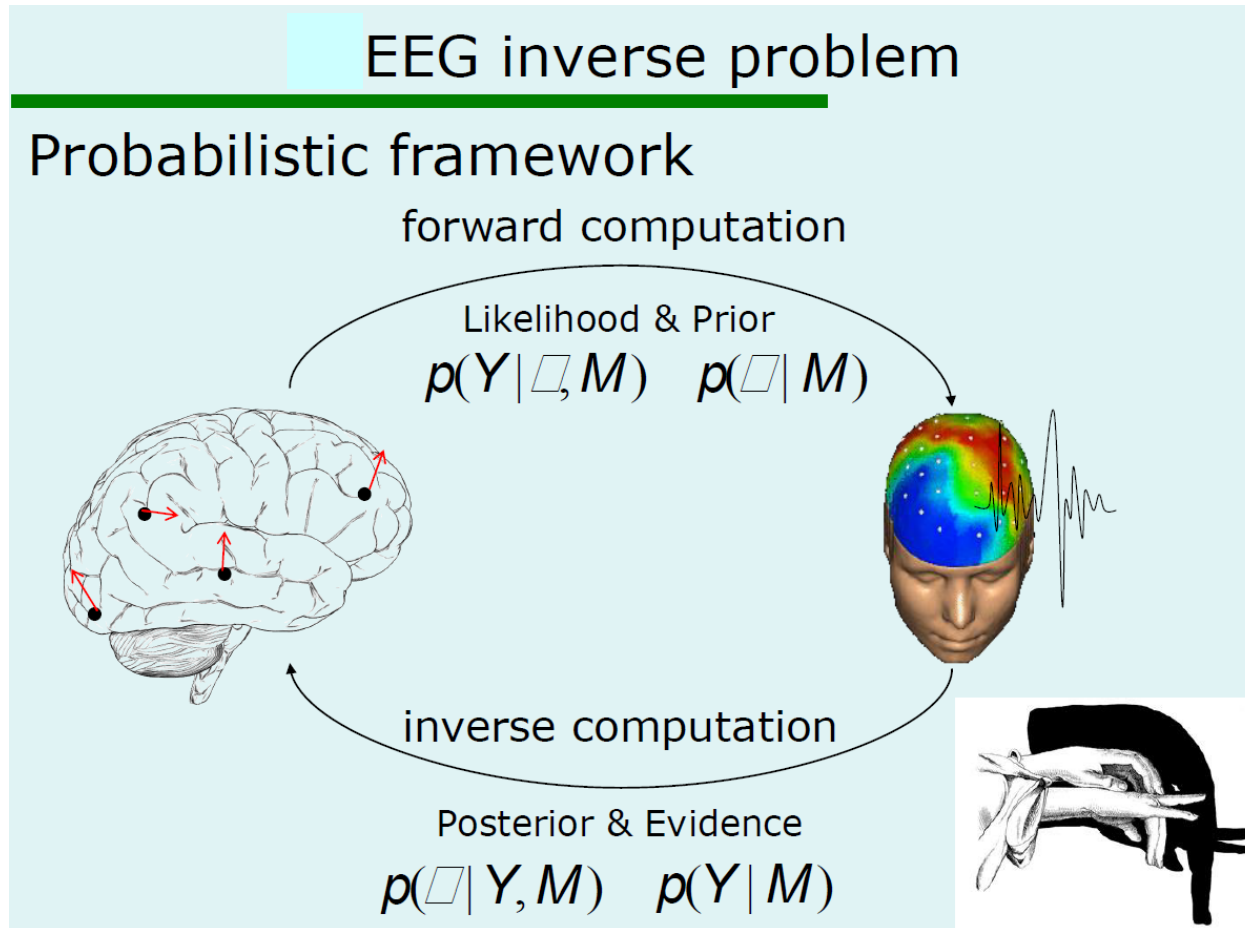 EEG inverse problem
Probabilistic framework
forward computation
Likelihood & Prior
p(Y|□,M) p(□|M)
inverse computation
Posterior & Evidence
p(□|Y,M) p(Y|M)